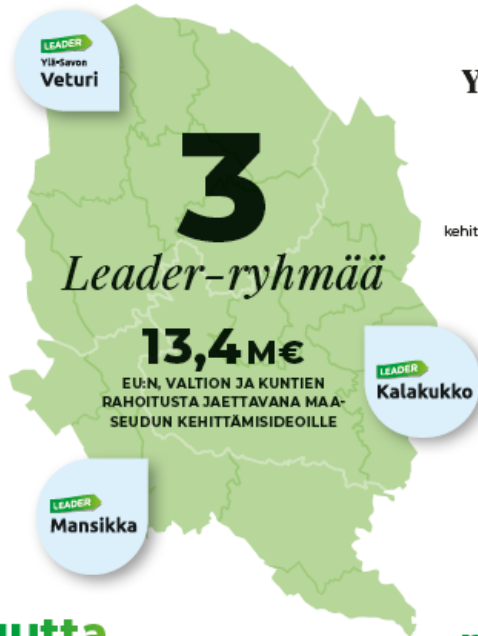 LEADER
Ylä-Savon
Veturi
Y
3
Leader-ryhmää
kehit
13,4 M€
EU:N, VALTION JA KUNTIEN
RAHOITUSTA JAETTAVANA MAA-
SEUDUN KEHITTÄMISIDEOILLE
LEADER
Kalakukko
LEADER
Mansikka